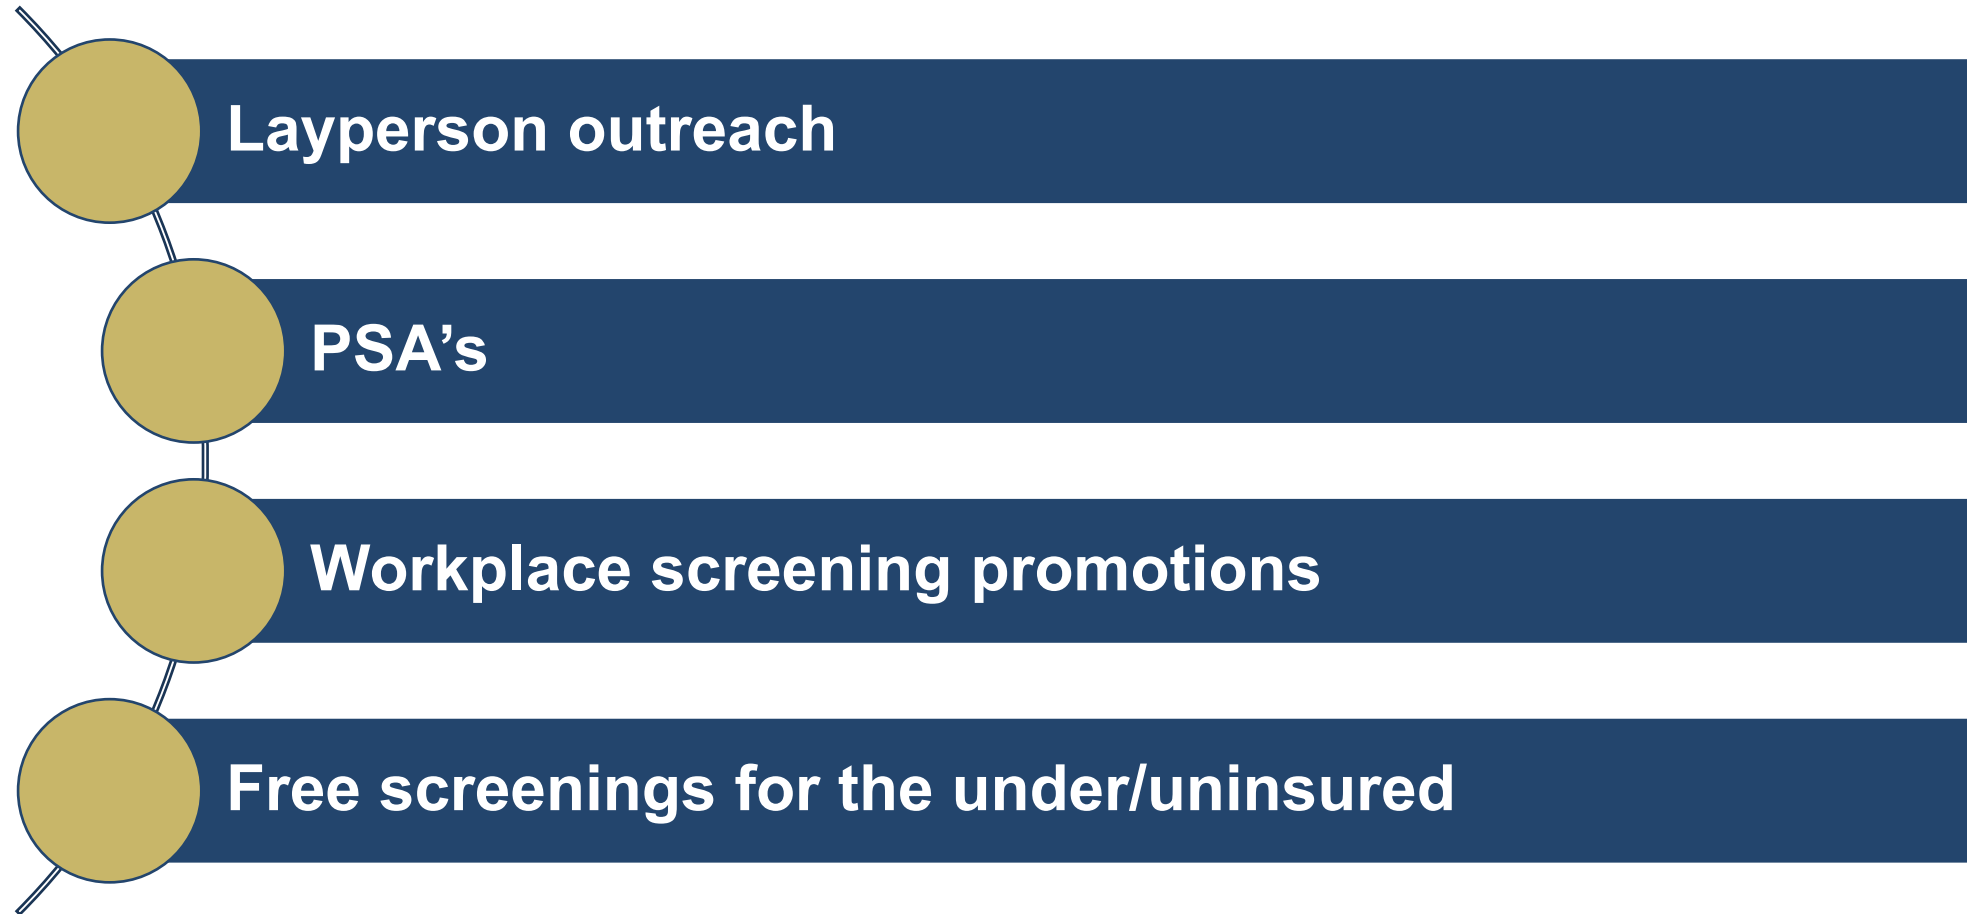 Layperson outreach
PSA’s
Workplace screening promotions
Free screenings for the under/uninsured